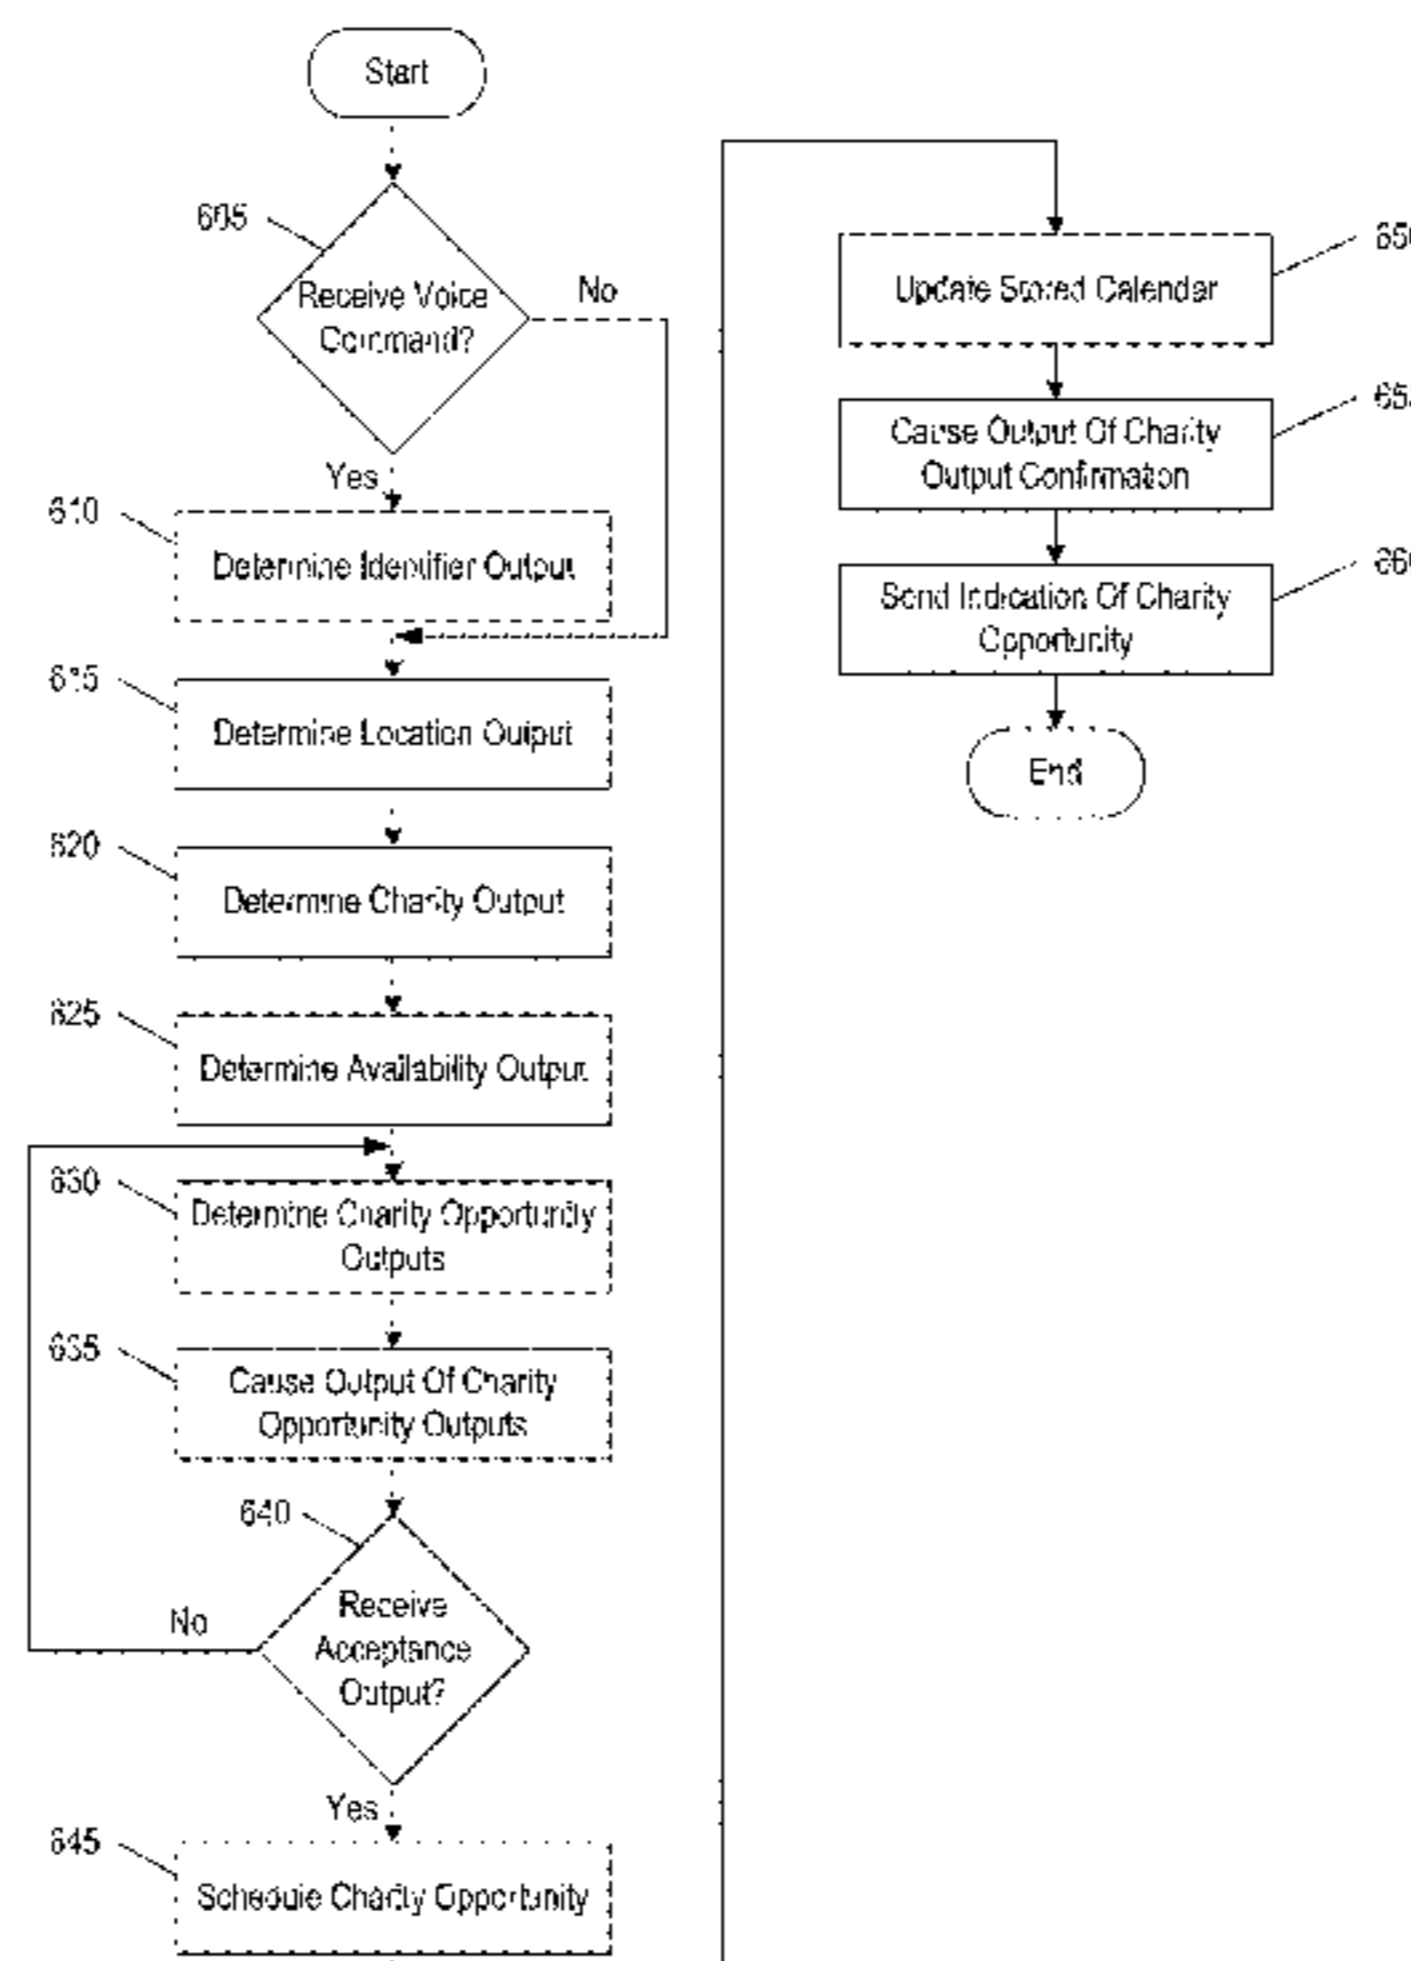 Start
605
Receive Voice
Command?
No
Yes
610
Determine Identifier Output
615
Determine Location Output
620
Determine Charity Output
625
Determine Availability Output
630
Determine Charity Opportunity
Outputs
635
Cause Output Of Charity
Opportunity Outputs
640
Receive
Acceptance
Output?
No
Yes
645
Schedule Charity Opportunity
650
Update Stored Calendar
655
Cause Output Of Charity
Output Confirmation
660
Send Indication Of Charity
Opportunity
End